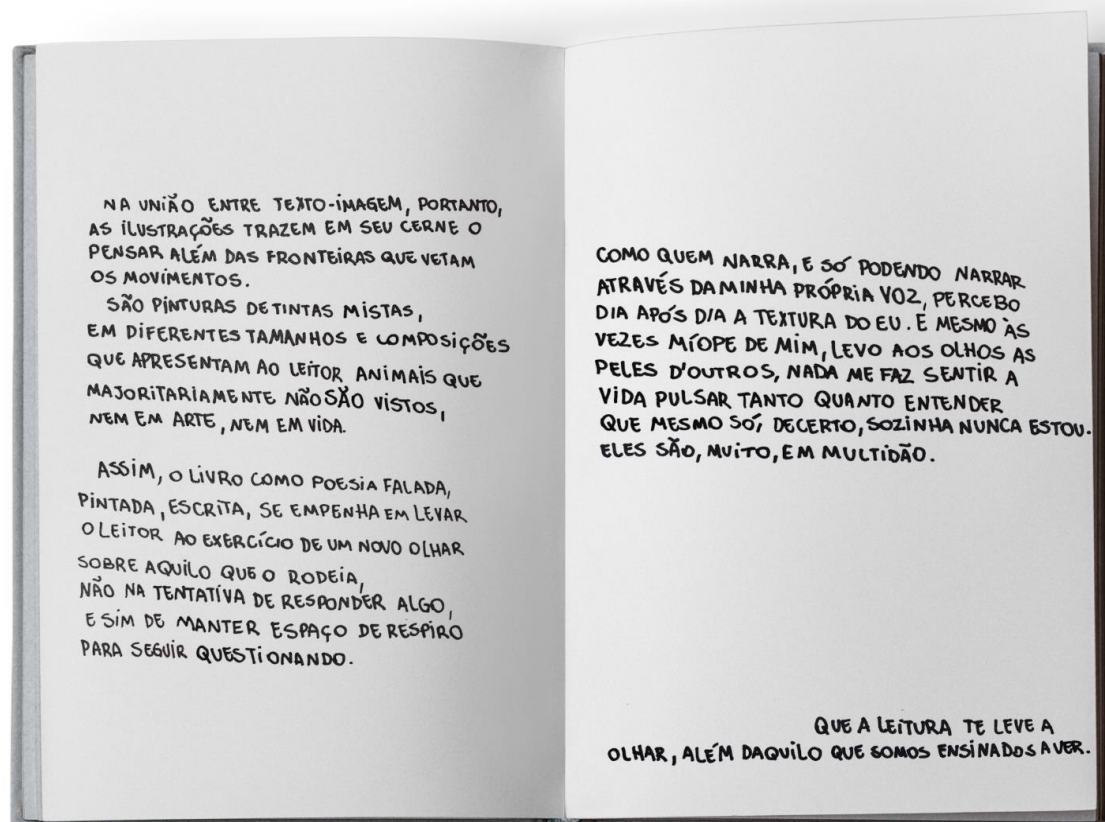 NA UNIÃO ENTRE TEXTO-IMAGEM, PORTANTO,
AS ILUSTRAÇÕES TRAZEM EM SEU CERNE O
PENSAR ALÉM DAS FRONTEIRAS QUE VETAM
OS MOVIMENTOS.
SÃO PINTURAS DE TINTAS MISTAS,
EM DIFERENTES TAMANHOS E COMPOSIÇÕES
QUE APRESENTAM AO LEITOR ANIMAIS QUE
MAJORITARIAMENTE NÃO SÃO VISTOS,
NEM EM ARTE, NEM EM VIDA.
ASSIM, O LIVRO COMO POESIA FALADA,
PINTADA, ESCRITA, SE EMPENHA EM LEVAR
O LEITOR AO EXERCÍCIO DE UM NOVO OLHAR
SOBRE AQUILO QUE O RODEIA,
NÃO NA TENTATIVA DE RESPONDER ALGO,
E SIM DE MANTER ESPAÇO DE RESPIRO
PARA SEGUIR QUESTIONANDO.
COMO QUEM NARRA, E SÓ PODENDO NARRAR
ATRAVÉS DA MINHA PRÓPRIA VOZ, PERCEBO
DIA APÓS DIA A TEXTURA DO EU. E MESMO ÀS
VEZES MÍOPE DE MIM, LEVO AOS OLHOS AS
PELES D'OUTROS, NADA ME FAZ SENTIR A
VIDA PULSAR TANTO QUANTO ENTENDER
QUE MESMO SÓ, DECERTO, SOZINHA NUNCA ESTOU.
ELES SÃO, MUITO, EM MULTIDÃO.
QUE A LEITURA TE LEVE A
OLHAR, ALÉM DAQUILO QUE SOMOS ENSINADOS A VER.